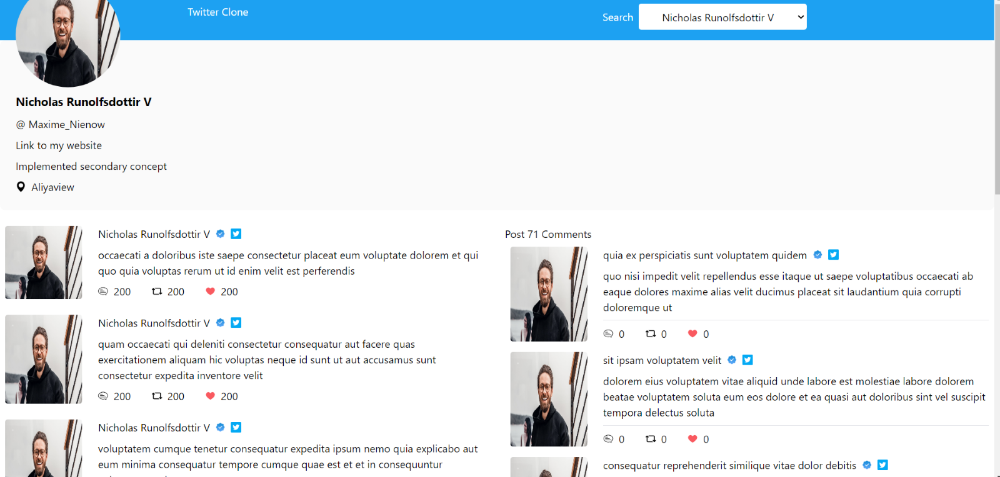 Twitter Clone
Search
Nicholas Runolfsdottir V
Nicholas Runolfsdottir V
@ Maxime_Nienow
Link to my website
Implemented secondary concept
Aliyaview
Nicholas Runolfsdottir V
occaecati a doloribus iste saepe consectetur placeat eum voluptate dolorem et qui
quo quia voluptas rerum ut id enim velit est perferendis
200 200 200
Nicholas Runolfsdottir V
quam occaecati qui deleniti consectetur consequatur aut facere quas
exercitationem aliquam hic voluptas neque id sunt ut aut accusamus sunt
consectetur expedita inventore velit
200 200 200
Nicholas Runolfsdottir V
voluptatem cumque tenetur consequatur expedita ipsum nemo quia explicabo aut
eum minima consequatur tempore cumque quae est et et in consequuntur
Post 71 Comments
quia ex perspiciatis sunt voluptatem quidem
quo nisi impedit velit repellendus esse itaque ut saepe voluptatibus occaecati ab
eaque dolores maxime alias velit ducimus placeat sit laudantium quia corrupti
doloremque ut
0 0 0
sit ipsam voluptatem velit
dolorem eius voluptatem vitae aliquid unde labore est molestiae labore dolorem
beatae voluptatem soluta eum eos dolore et ea quasi aut doloribus sint vel suscipit
tempora delectus soluta
0 0 0
consequatur reprehenderit similique vitae dolor debitis